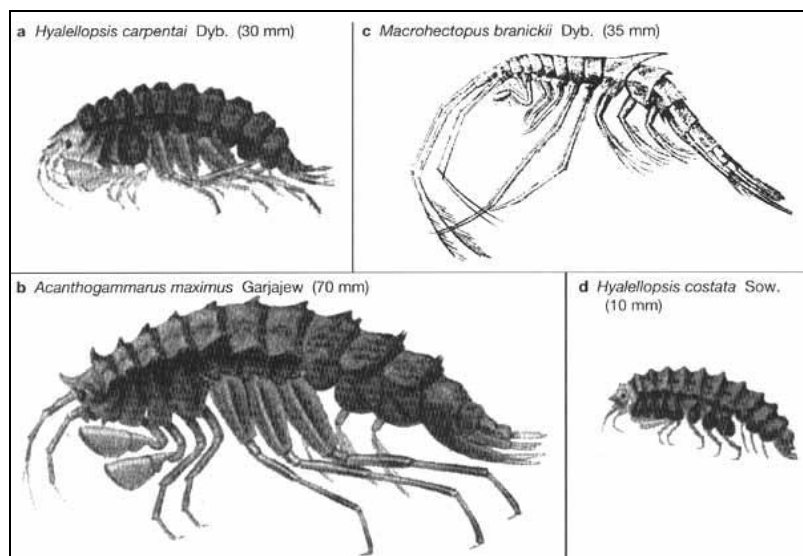 a Hyalellopsis carpentai Dyb. (30 mm)
c Macrohectopus branickii Dyb. (35 mm)
b Acanthogammarus maximus Garjajew (70 mm)
d Hyalellopsis costata Sow.
(10 mm)